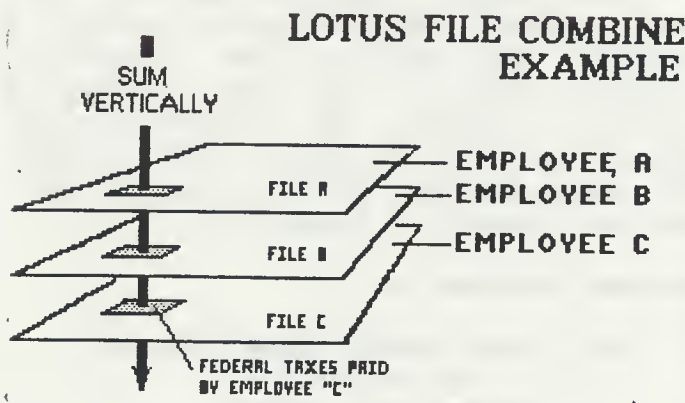 LOTUS FILE COMBINE
EXAMPLE
SUM
VERTICALLY
EMPLOYEE A
FILE A
EMPLOYEE B
EMPLOYEE C
FILE B
FILE C
FEDERAL TAXES PAID
BY EMPLOYEE "C"